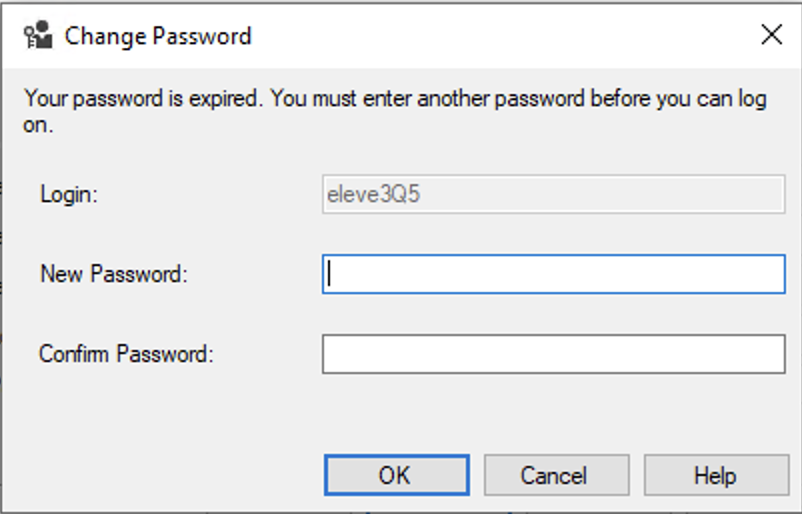 Change Password
Your password is expired. You must enter another password before you can log
on.
Login: eleve3Q5
New Password:
Confirm Password:
OK Cancel Help